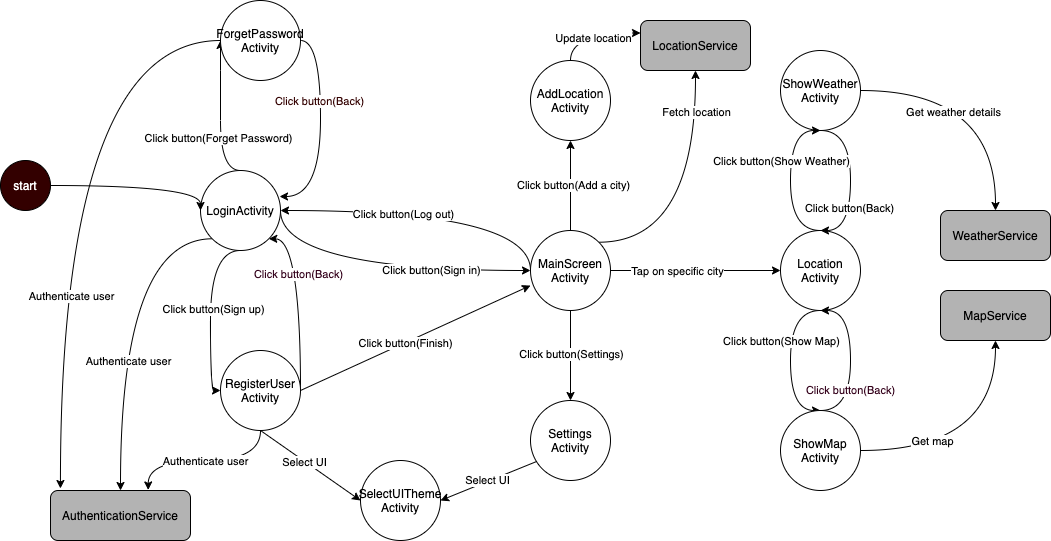 ForgetPassword
Activity
Update location
LocationService
AddLocation
Activity
ShowWeather
Activity
Click button(Back)
Fetch location
Get weather details
Click button(Forget Password)
Click button(Show Weather)
start
Click button(Add a city)
LoginActivity
Click button(Log out)
Click button(Back)
WeatherService
Click button(Back)
Click button(Sign in)
MainScreen
Activity
Tap on specific city
Location
Activity
Authenticate user
Click button(Sign up)
MapService
Click button(Finish)
Click button(Show Map)
Authenticate user
Click button(Settings)
RegisterUser
Activity
Click button(Back)
Settings
Activity
ShowMap
Activity
Get map
Authenticate user
Select UI
Select UI
SelectUITheme
Activity
AuthenticationService